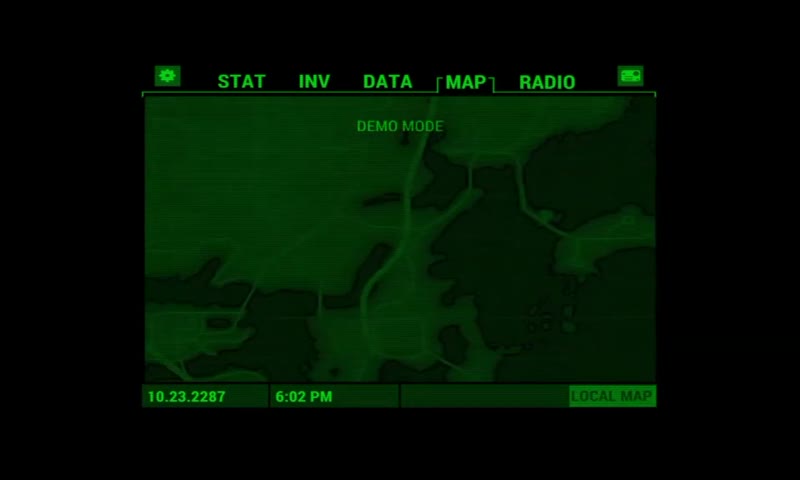 STAT INV DATA MAP RADIO
DEMO MODE
10.23.2287 6:02 PM LOCAL MAP